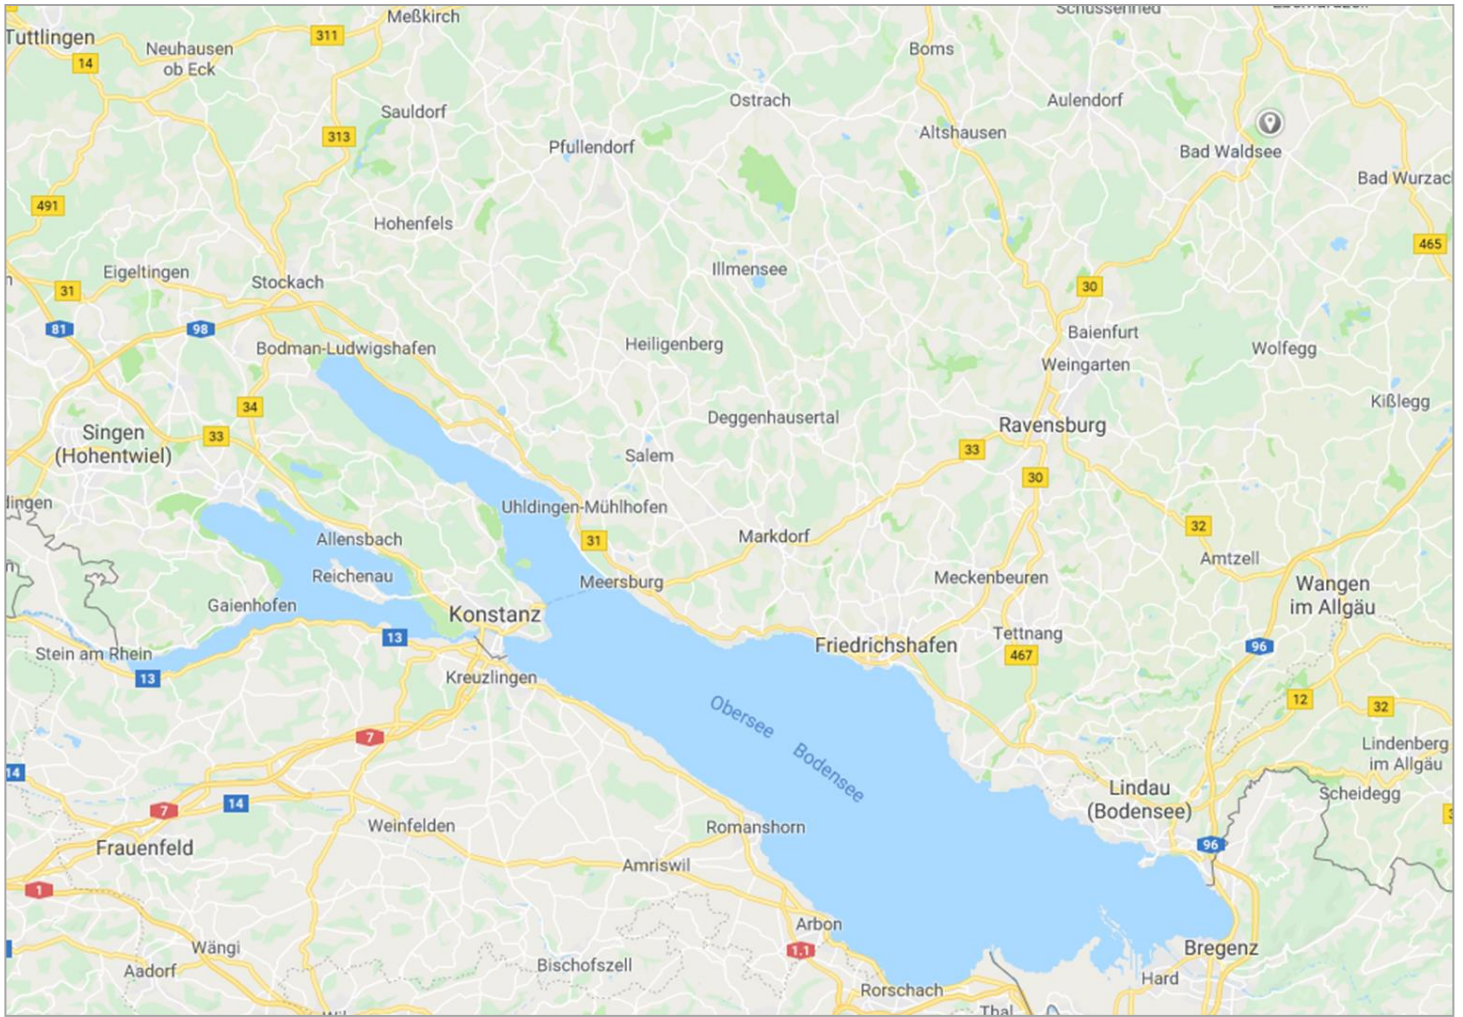 Meßkirch
Schussenried
Tuttlingen
311
Neuhausen
ob Eck
Boms
14
Ostrach
Aulendorf
Sauldorf
Altshausen
313
Pfullendorf
Bad Waldsee
Bad Wurzac
491
Hohenfels
465
Eigeltingen
Illmensee
Stockach
31
30
81
98
Baienfurt
Bodman-Ludwigshafen
Heiligenberg
Wolfegg
Weingarten
34
Kißlegg
Deggenhausertal
33
Singen
(Hohentwiel)
Ravensburg
33
Salem
30
lingen
Uhldingen-Mühlhofen
32
Allensbach
31
Markdorf
Amtzell
Reichenau
Meersburg
Meckenbeuren
Wangen
im Allgäu
Gaienhofen
Konstanz
13
Friedrichshafen
Tettnang
96
Stein am Rhein
467
13
Kreuzlingen
12
32
Obersee
Bodensee
7
Lindenberg
im Allgäu
14
Lindau
(Bodensee)
Scheidegg
14
7
Weinfelden
Romanshorn
Frauenfeld
96
Amriswil
1
Arbon
Wängi
1.1
Bregenz
Aadorf
Bischofszell
Hard
Rorschach
Thal